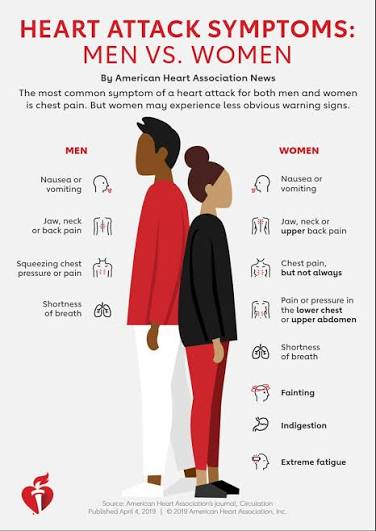 HEART ATTACK SYMPTOMS:
MEN VS. WOMEN
By American Heart Association News
The most common symptom of a heart attack for both men and women
is chest pain. But women may experience less obvious warning signs.
MEN
Nausea or
vomiting
Jaw, neck
or back pain
Squeezing chest
pressure or pain
Shortness
of breath
WOMEN
Nausea or
vomiting
Jaw, neck or
upper back pain
Chest pain,
but not always
Pain or pressure in
the lower chest
or upper abdomen
Shortness
of breath
Fainting
Indigestion
Extreme fatigue
Source: American Heart Association's journal, Circulation
Published April 4, 2019 | © 2019 American Heart Association, Inc.